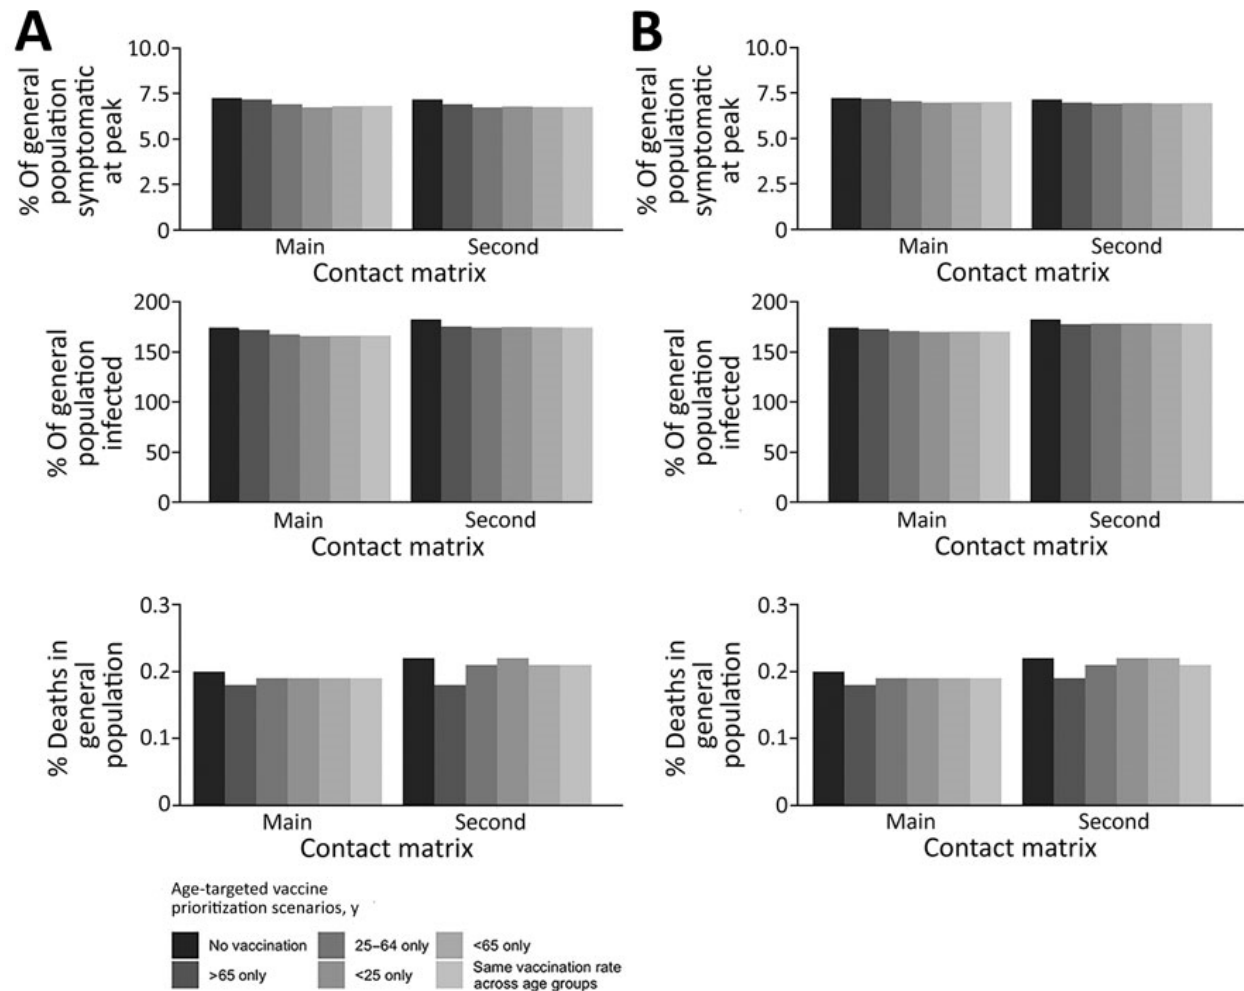 A
% Of general
population
symptomatic
at peak
10.0
7.5
5.0
2.5
0
Main
Second
Contact matrix
% Of general
population
infected
200
150
100
50
0
Main
Second
Contact matrix
% Deaths in
general
population
0.3
0.2
0.1
0
Main
Second
Contact matrix
B
% Of general
population
symptomatic
at peak
10.0
7.5
5.0
2.5
0
Main
Second
Contact matrix
% Of general
population
infected
200
150
100
50
0
Main
Second
Contact matrix
% Deaths in
general
population
0.3
0.2
0.1
0
Main
Second
Contact matrix
Age-targeted vaccine
prioritization scenarios, y
No vaccination
25–64 only
<65 only
>65 only
<25 only
Same vaccination rate
across age groups